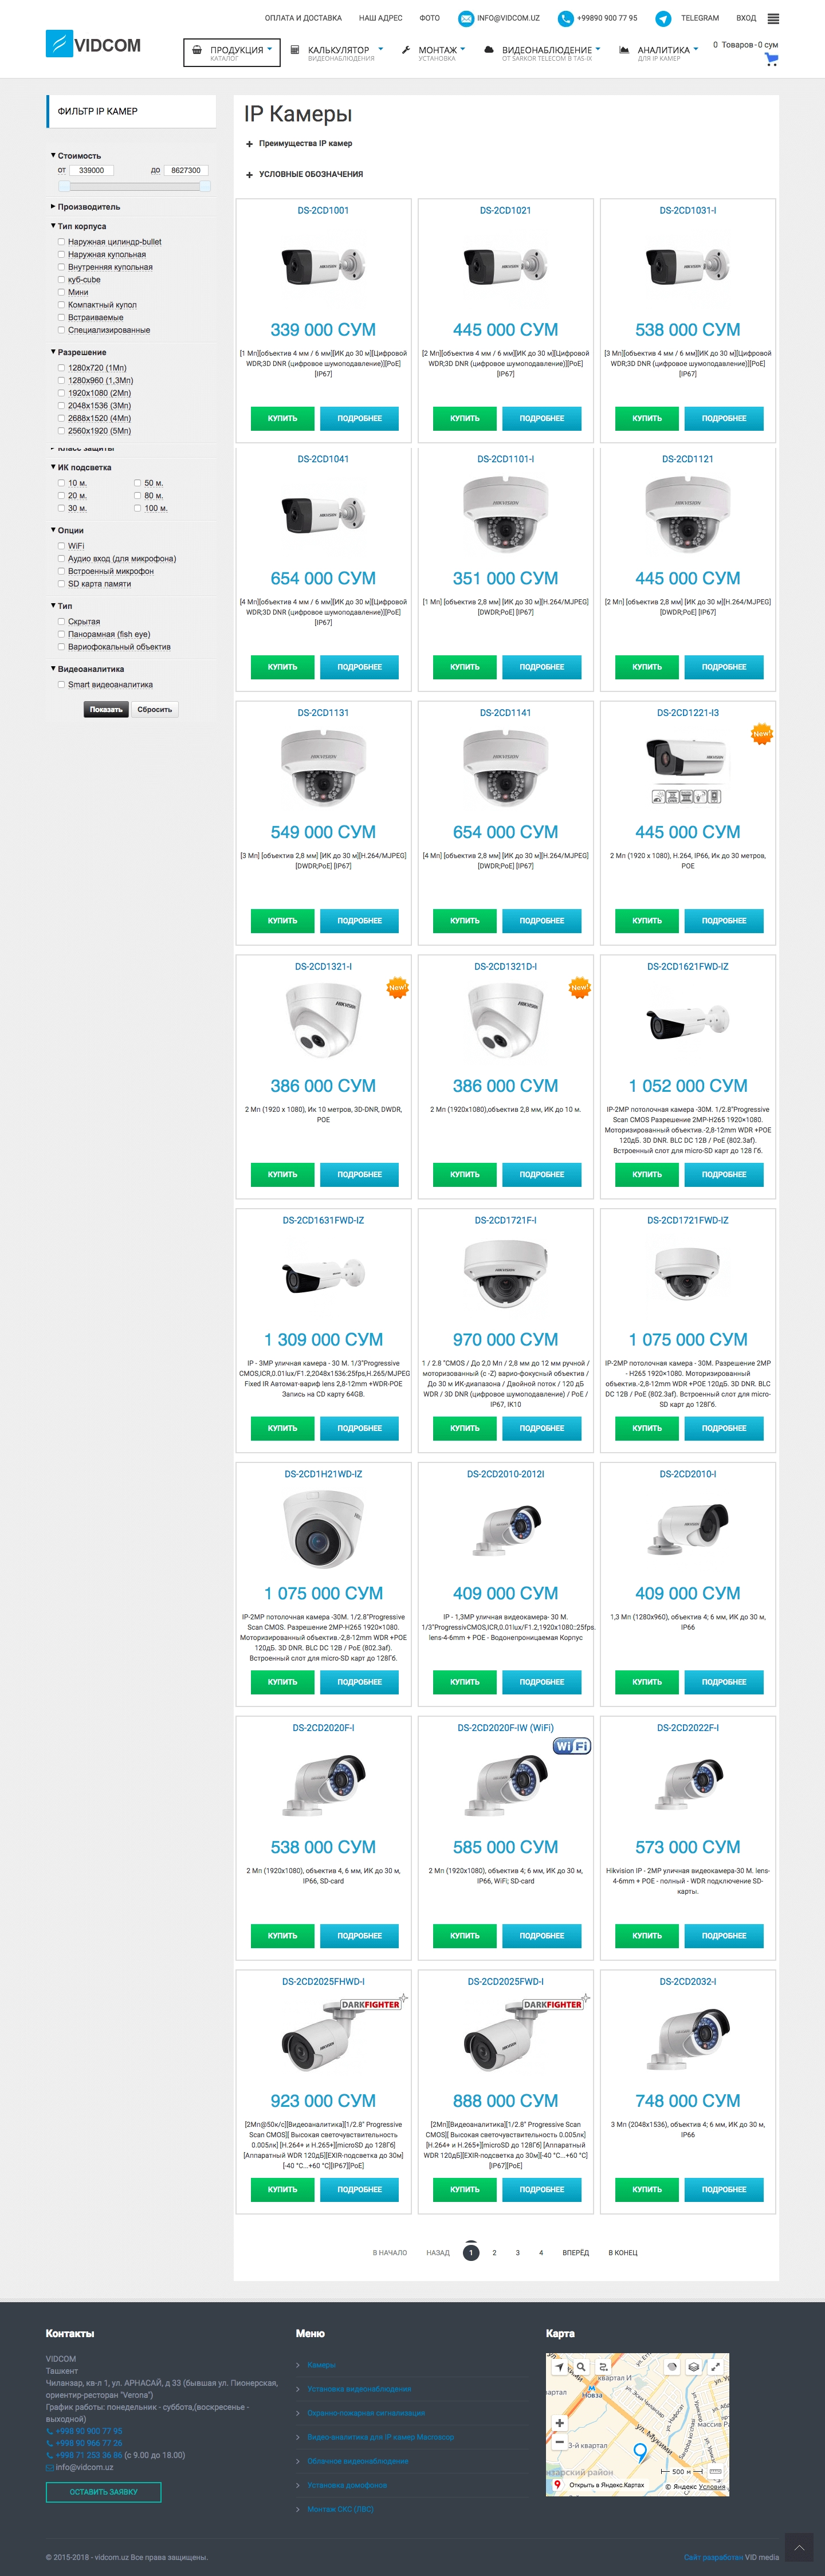 ОПЛАТА И ДОСТАВКА НАШ АДРЕС ФОТО INFO@VIDCOM.UZ +99890 900 77 95 TELEGRAM ВХОД
VIDCOM
ПРОДУКЦИЯ КАЛЬКУЛЯТОР МОНТАЖ ВИДЕОНАБЛЮДЕНИЕ АНАЛИТИКА 0 Товаров - 0 сум
КАТАЛОГ ВИДЕОНАБЛЮДЕНИЯ УСТАНОВКА ОТ SARKOR TELECOM В TAS-IX ДЛЯ IP КАМЕР
ФИЛЬТР IP КАМЕР
Стоимость
от 339000 до 8627300
Производитель
Тип корпуса
Наружная цилиндр-bullet
Наружная купольная
Внутренняя купольная
куб-cube
Мини
Компактный купол
Встраиваемые
Специализированные
Разрешение
1280x720 (1Мп)
1280x960 (1,3Мп)
1920x1080 (2Мп)
2048x1536 (3Мп)
2688x1520 (4Мп)
2560x1920 (5Мп)
Класс защиты
ИК подсветка
10 м. 50 м.
20 м. 80 м.
30 м. 100 м.
Опции
WiFi
Аудио вход (для микрофона)
Встроенный микрофон
SD карта памяти
Тип
Скрытая
Панорамная (fish eye)
Вариофокальный объектив
Видеоаналитика
Smart видеоаналитика
Показать Сбросить
IP Камеры
Преимущества IP камер
УСЛОВНЫЕ ОБОЗНАЧЕНИЯ
DS-2CD1001
339 000 СУМ
[1 Мп][объектив 4 мм / 6 мм][ИК до 30 м][Цифровой
WDR;3D DNR (цифровое шумоподавление)][PoE]
[IP67]
КУПИТЬ ПОДРОБНЕЕ
DS-2CD1021
445 000 СУМ
[2 Мп][объектив 4 мм / 6 мм][ИК до 30 м][Цифровой
WDR;3D DNR (цифровое шумоподавление)][PoE]
[IP67]
КУПИТЬ ПОДРОБНЕЕ
DS-2CD1031-I
538 000 СУМ
[3 Мп][объектив 4 мм / 6 мм][ИК до 30 м][Цифровой
WDR;3D DNR (цифровое шумоподавление)][PoE]
[IP67]
КУПИТЬ ПОДРОБНЕЕ
DS-2CD1041
654 000 СУМ
[4 Мп][объектив 4 мм / 6 мм][ИК до 30 м][Цифровой
WDR;3D DNR (цифровое шумоподавление)][PoE]
[IP67]
КУПИТЬ ПОДРОБНЕЕ
DS-2CD1101-I
351 000 СУМ
[1 Мп] [объектив 2,8 мм] [ИК до 30 м][H.264/MJPEG]
[DWDR;PoE] [IP67]
КУПИТЬ ПОДРОБНЕЕ
DS-2CD1121
445 000 СУМ
[2 Мп] [объектив 2,8 мм] [ИК до 30 м][H.264/MJPEG]
[DWDR;PoE] [IP67]
КУПИТЬ ПОДРОБНЕЕ
DS-2CD1131
549 000 СУМ
[3 Мп] [объектив 2,8 мм] [ИК до 30 м][H.264/MJPEG]
[DWDR;PoE] [IP67]
КУПИТЬ ПОДРОБНЕЕ
DS-2CD1141
654 000 СУМ
[4 Мп] [объектив 2,8 мм] [ИК до 30 м][H.264/MJPEG]
[DWDR;PoE] [IP67]
КУПИТЬ ПОДРОБНЕЕ
DS-2CD1221-I3
New!
445 000 СУМ
2 Мп (1920 x 1080), H.264, IP66, Ик до 30 метров,
POE
КУПИТЬ ПОДРОБНЕЕ
DS-2CD1321-I
New!
386 000 СУМ
2 Мп (1920 x 1080), Ик 10 метров, 3D-DNR, DWDR,
POE
КУПИТЬ ПОДРОБНЕЕ
DS-2CD1321D-I
New!
386 000 СУМ
2 Мп (1920x1080),объектив 2,8 мм, ИК до 10 м.
КУПИТЬ ПОДРОБНЕЕ
DS-2CD1621FWD-IZ
1 052 000 СУМ
IP-2MP потолочная камера -30М. 1/2.8"Progressive
Scan CMOS Разрешение 2MP-H265 1920×1080.
Моторизированный объектив.-2,8-12mm WDR +POE
120дБ. 3D DNR. BLC DC 12В / PoE (802.3af).
Встроенный слот для micro-SD карт до 128 Гб.
КУПИТЬ ПОДРОБНЕЕ
DS-2CD1631FWD-IZ
1 309 000 СУМ
IP - 3MP уличная камера - 30 М. 1/3"Progressive
CMOS,ICR,0.01lux/F1.2,2048x1536:25fps,H.265/MJPEG
Fixed IR Автомат-вариф lens 2,8-12mm +WDR-POE
Запись на CD карту 64GB.
КУПИТЬ ПОДРОБНЕЕ
DS-2CD1721F-I
970 000 СУМ
1 / 2.8 "CMOS / До 2,0 Мп / 2,8 мм до 12 мм ручной /
моторизованный (с -Z) варио-фокусный объектив /
До 30 м ИК-диапазона / Двойной поток / 120 дБ
WDR / 3D DNR (цифровое шумоподавление) / PoE /
IP67, IK10
КУПИТЬ ПОДРОБНЕЕ
DS-2CD1721FWD-IZ
1 075 000 СУМ
IP-2MP потолочная камера - 30М. Разрешение 2MP
- H265 1920×1080. Моторизированный
объектив.-2,8-12mm WDR +POE 120дБ. 3D DNR. BLC
DC 12В / PoE (802.3af). Встроенный слот для micro-
SD карт до 128Гб.
КУПИТЬ ПОДРОБНЕЕ
DS-2CD1H21WD-IZ
1 075 000 СУМ
IP-2MP потолочная камера -30М. 1/2.8"Progressive
Scan CMOS. Разрешение 2MP-H265 1920×1080.
Моторизированный объектив.-2,8-12mm WDR +POE
120дБ. 3D DNR. BLC DC 12В / PoE (802.3af).
Встроенный слот для micro-SD карт до 128Гб.
КУПИТЬ ПОДРОБНЕЕ
DS-2CD2010-2012I
409 000 СУМ
IP - 1,3MP уличная видеокамера- 30 М.
1/3"ProgressivCMOS,ICR,0.01lux/F1.2,1920x1080::25fps.
lens-4-6mm + POE - Водонепроницаемая Корпус
КУПИТЬ ПОДРОБНЕЕ
DS-2CD2010-I
409 000 СУМ
1,3 Мп (1280x960), объектив 4; 6 мм, ИК до 30 м,
IP66
КУПИТЬ ПОДРОБНЕЕ
DS-2CD2020F-I
538 000 СУМ
2 Мп (1920x1080), объектив 4, 6 мм, ИК до 30 м,
IP66, SD-card
КУПИТЬ ПОДРОБНЕЕ
DS-2CD2020F-IW (WiFi)
WiFi
585 000 СУМ
2 Мп (1920x1080), объектив 4; 6 мм, ИК до 30 м,
IP66, WiFi; SD-card
КУПИТЬ ПОДРОБНЕЕ
DS-2CD2022F-I
573 000 СУМ
Hikvision IP - 2MP уличная видеокамера-30 М. lens-
4-6mm + POE - полный - WDR подключение SD-
карты.
КУПИТЬ ПОДРОБНЕЕ
DS-2CD2025FHWD-I
DARKFIGHTER
923 000 СУМ
[2Мп@50к/с][Видеоаналитика][1/2.8" Progressive
Scan CMOS][ Высокая светочувствительность
0.005лк] [H.264+ и H.265+][microSD до 128Гб]
[Аппаратный WDR 120дБ][EXIR-подсветка до 30м]
[-40 °C...+60 °C][IP67][PoE]
КУПИТЬ ПОДРОБНЕЕ
DS-2CD2025FWD-I
DARKFIGHTER
888 000 СУМ
[2Мп][Видеоаналитика][1/2.8" Progressive Scan
CMOS][ Высокая светочувствительность 0.005лк]
[H.264+ и H.265+][microSD до 128Гб] [Аппаратный
WDR 120дБ][EXIR-подсветка до 30м][-40 °C...+60 °C]
[IP67][PoE]
КУПИТЬ ПОДРОБНЕЕ
DS-2CD2032-I
748 000 СУМ
3 Мп (2048x1536), объектив 4; 6 мм, ИК до 30 м,
IP66
КУПИТЬ ПОДРОБНЕЕ
В НАЧАЛО НАЗАД 1 2 3 4 ВПЕРЁД В КОНЕЦ
Контакты
VIDCOM
Ташкент
Чиланзар, кв-л 1, ул. АРНАСАЙ, д 33 (бывшая ул. Пионерская,
ориентир-ресторан "Verona")
График работы: понедельник - суббота,(воскресенье -
выходной)
+998 90 900 77 95
+998 90 966 77 26
+998 71 253 36 86 (с 9.00 до 18.00)
info@vidcom.uz
ОСТАВИТЬ ЗАЯВКУ
Меню
Камеры
Установка видеонаблюдения
Охранно-пожарная сигнализация
Видео-аналитика для IP камер Macroscop
Облачное видеонаблюдение
Установка домофонов
Монтаж СКС (ЛВС)
Карта
квартал И
Новза
3-й квартал
ул. Мукими
массив Ра
нзарский район
500 м
Открыть в Яндекс.Картах
© Яндекс Условия
© 2015-2018 - vidcom.uz Все права защищены.
Сайт разработан VID media